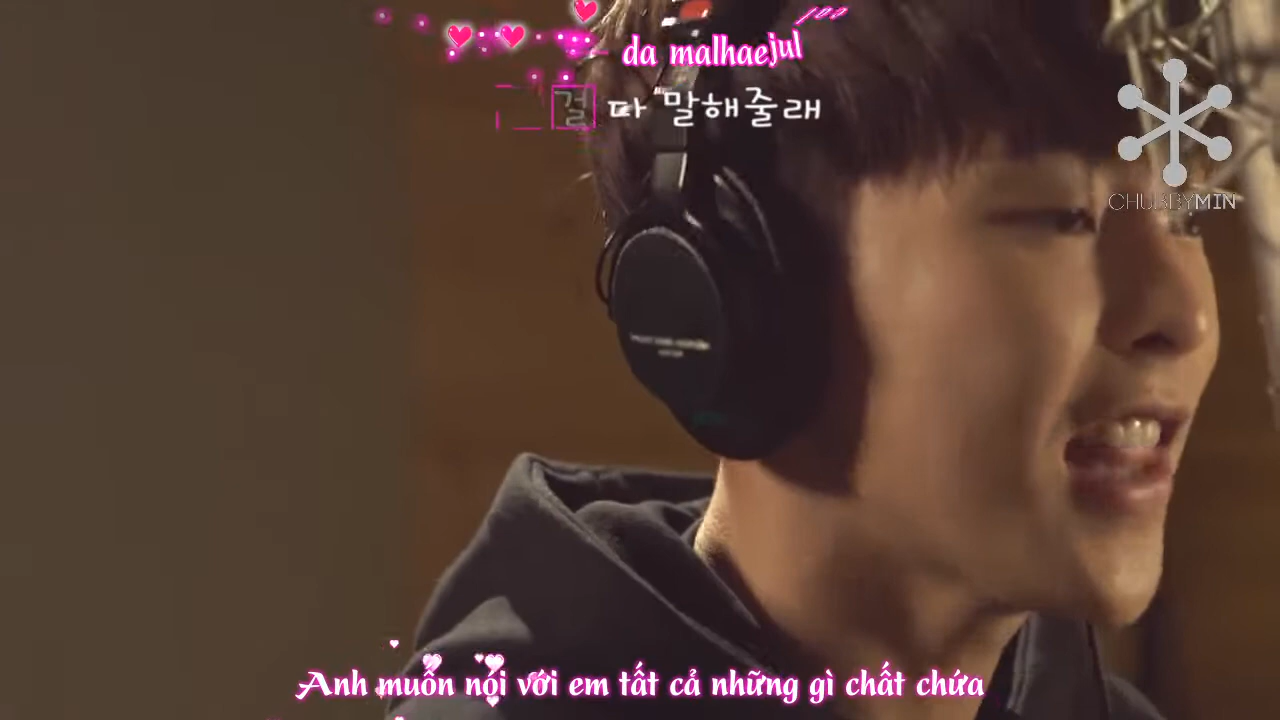 da malhaejul
걸 다 말해줄래
CHUBBYMIN
Anh muốn nói với em tất cả những gì chất chứa